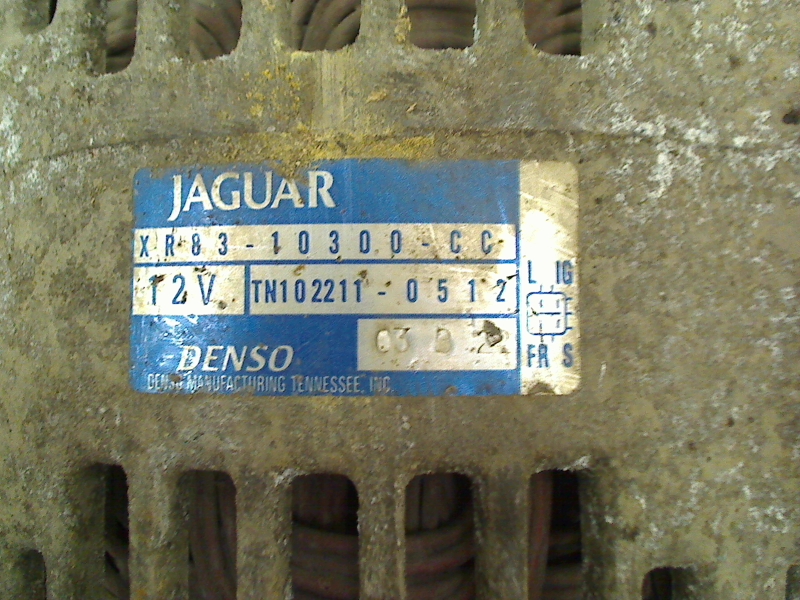 JAGUAR
XR83-10300-CC
12V TN102211-0512
L IG
FR S
DENSO
DENSO MANUFACTURING TENNESSEE, INC.